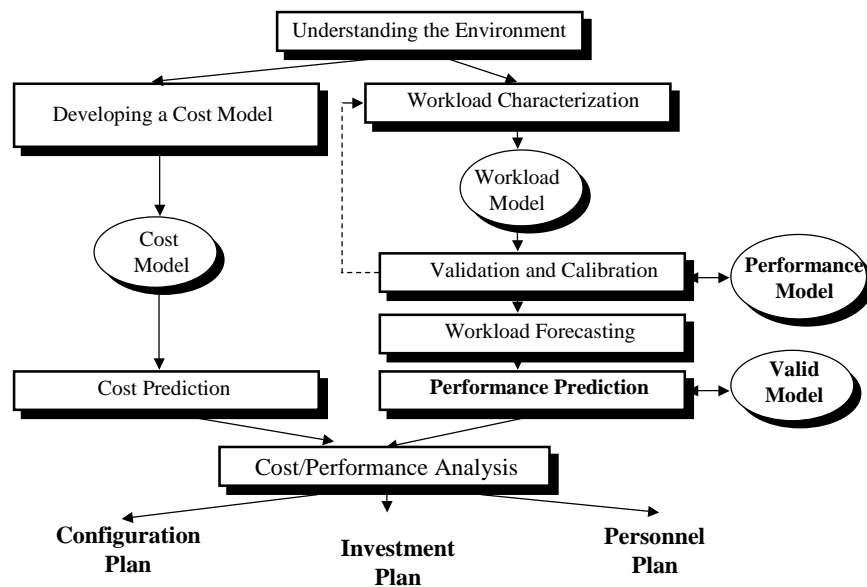 Understanding the Environment
Developing a Cost Model
Workload Characterization
Workload
Model
Cost
Model
Validation and Calibration
Performance
Model
Workload Forecasting
Cost Prediction
Performance Prediction
Valid
Model
Cost/Performance Analysis
Configuration
Plan
Investment
Plan
Personnel
Plan